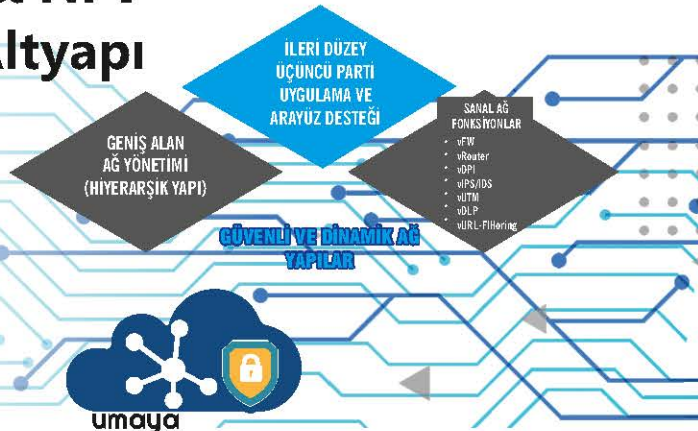 Altyapı
İLERİ DÜZEY
ÜÇÜNCÜ PARTİ
UYGULAMA VE
ARAYÜZ DESTEĞİ
GENİŞ ALAN
AĞ YÖNETİMİ
(HİYERARŞİK YAPI)
SANAL AĞ
FONKSİYONLAR
• vFW
• vRouter
• vDPI
• vIPS/IDS
• vUTM
• vDLP
• vURL-FIHering
GÜVENLİ VE DİNAMİK AĞ
YAPILAR
umaya